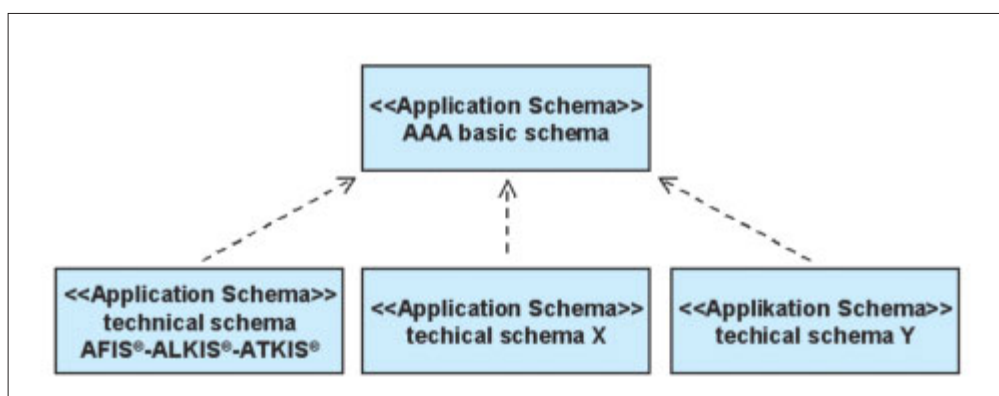 <<Application Schema>>
AAA basic schema
<<Application Schema>>
technical schema
AFIS®-ALKIS®-ATKIS®
<<Application Schema>>
techical schema X
<<Applikation Schema>>
techical schema Y